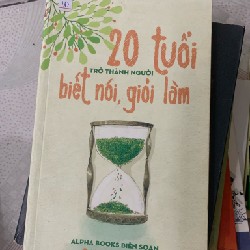 20 tuổi
TRỞ THÀNH NGƯỜI
biết nói, giỏi làm
ALPHA BOOKS BIÊN SOẠN